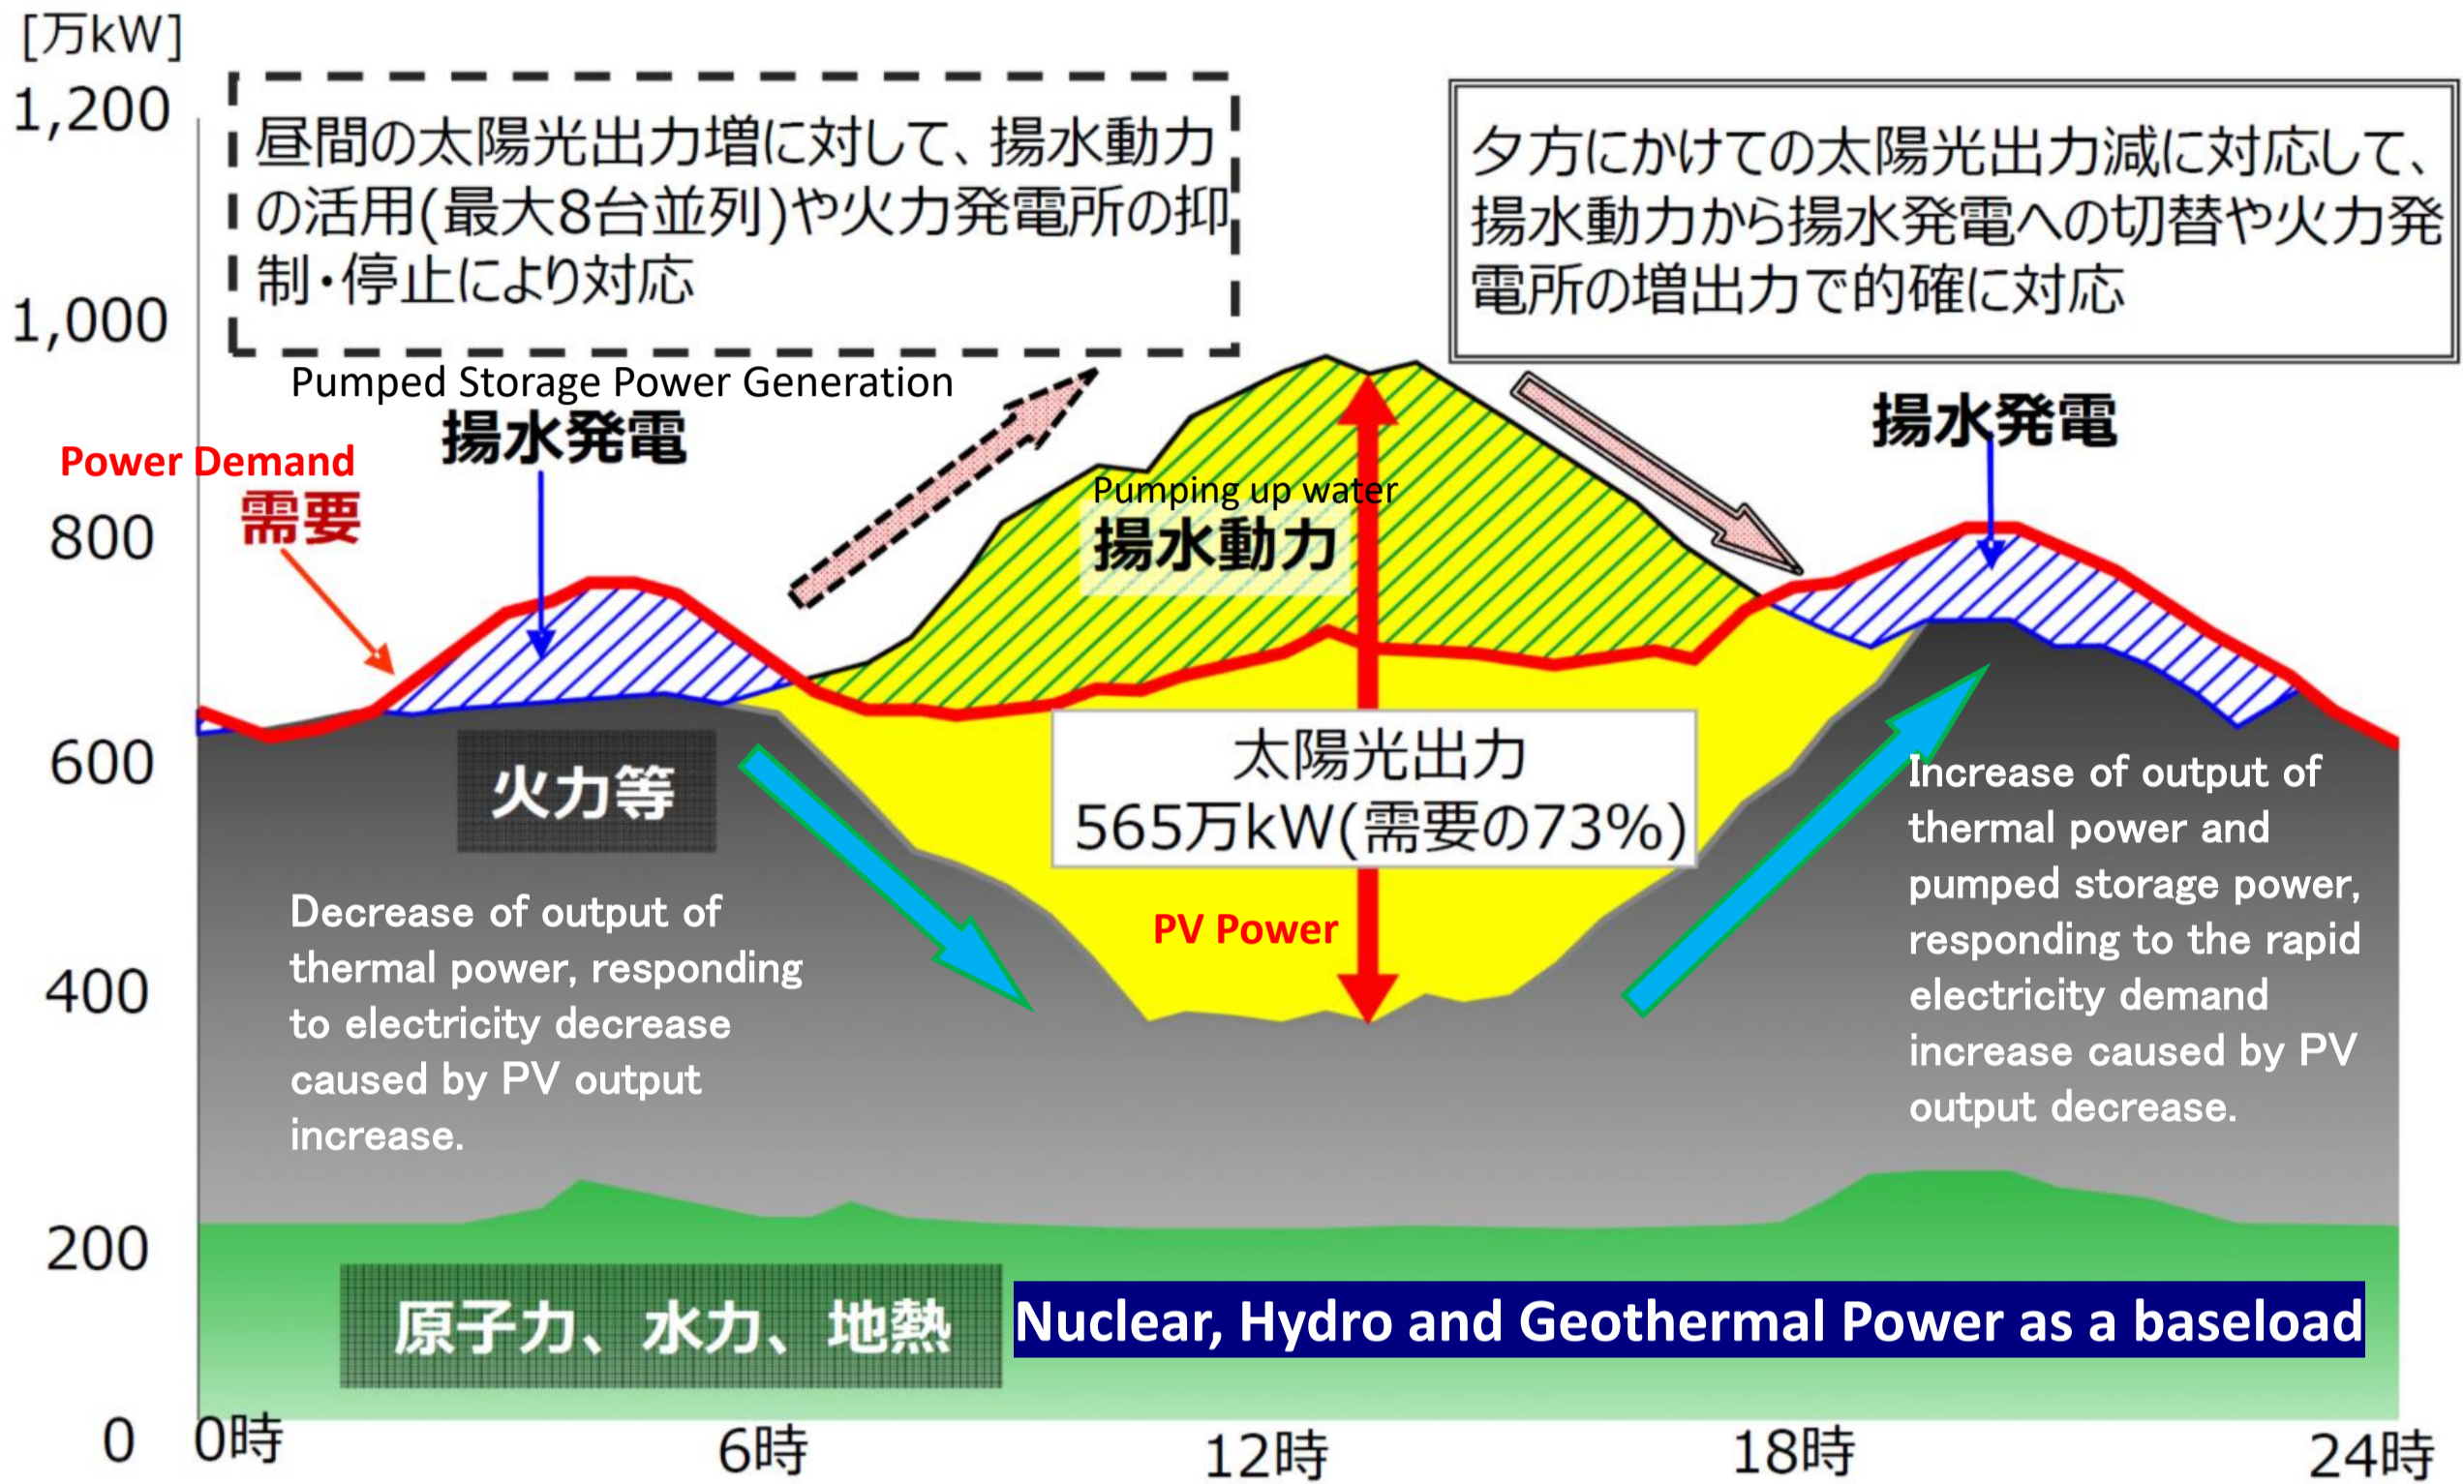 [万kW]
1,200
1,000
800
600
400
200
0
昼間の太陽光出力増に対して、揚水動力
の活用(最大8台並列)や火力発電所の抑
制・停止により対応
夕方にかけての太陽光出力減に対応して、
揚水動力から揚水発電への切替や火力発
電所の増出力で的確に対応
Pumped Storage Power Generation
揚水発電
Power Demand
需要
Pumping up water
揚水動力
揚水発電
火力等
太陽光出力
565万kW(需要の73%)
PV Power
Decrease of output of
thermal power, responding
to electricity decrease
caused by PV output
increase.
Increase of output of
thermal power and
pumped storage power,
responding to the rapid
electricity demand
increase caused by PV
output decrease.
原子力、水力、地熱
Nuclear, Hydro and Geothermal Power as a baseload
0時
6時
12時
18時
24時